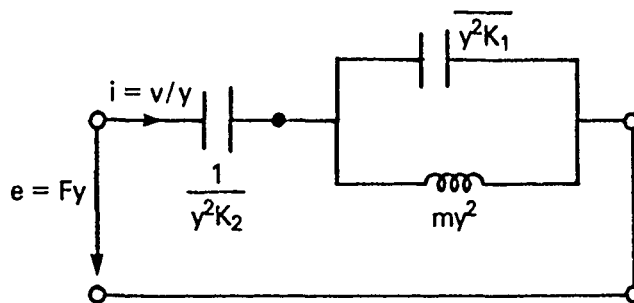 y²K₁
i = v/y
e = Fy
1
y²K₂
my²